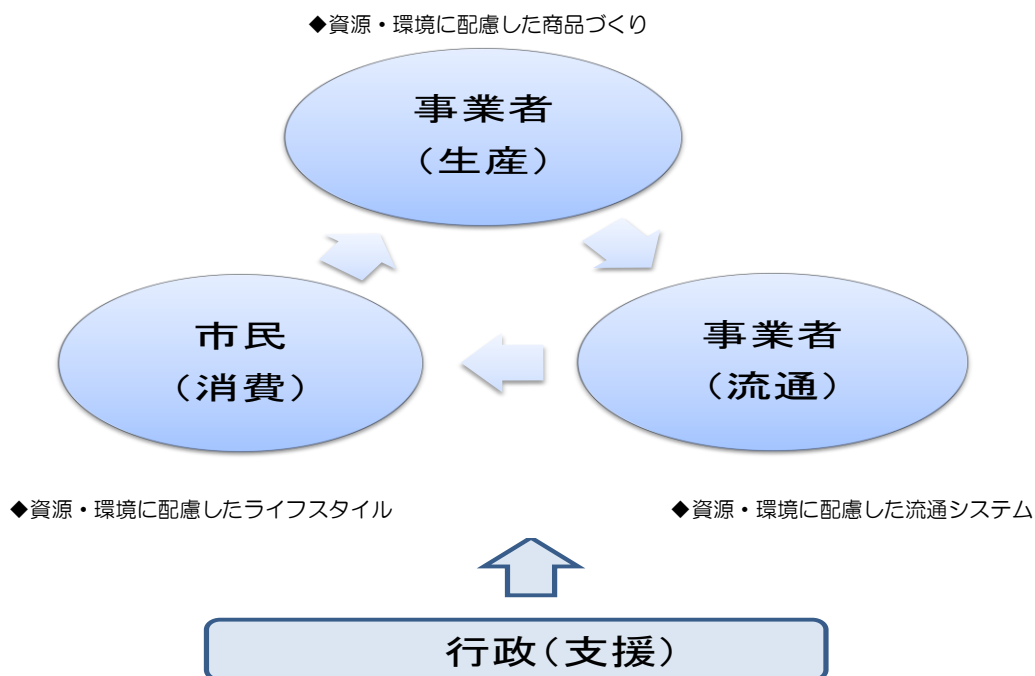 ◆資源・環境に配慮した商品づくり
事業者
（生産）
市民
（消費）
事業者
（流通）
◆資源・環境に配慮したライフスタイル
◆資源・環境に配慮した流通システム
行政（支援）